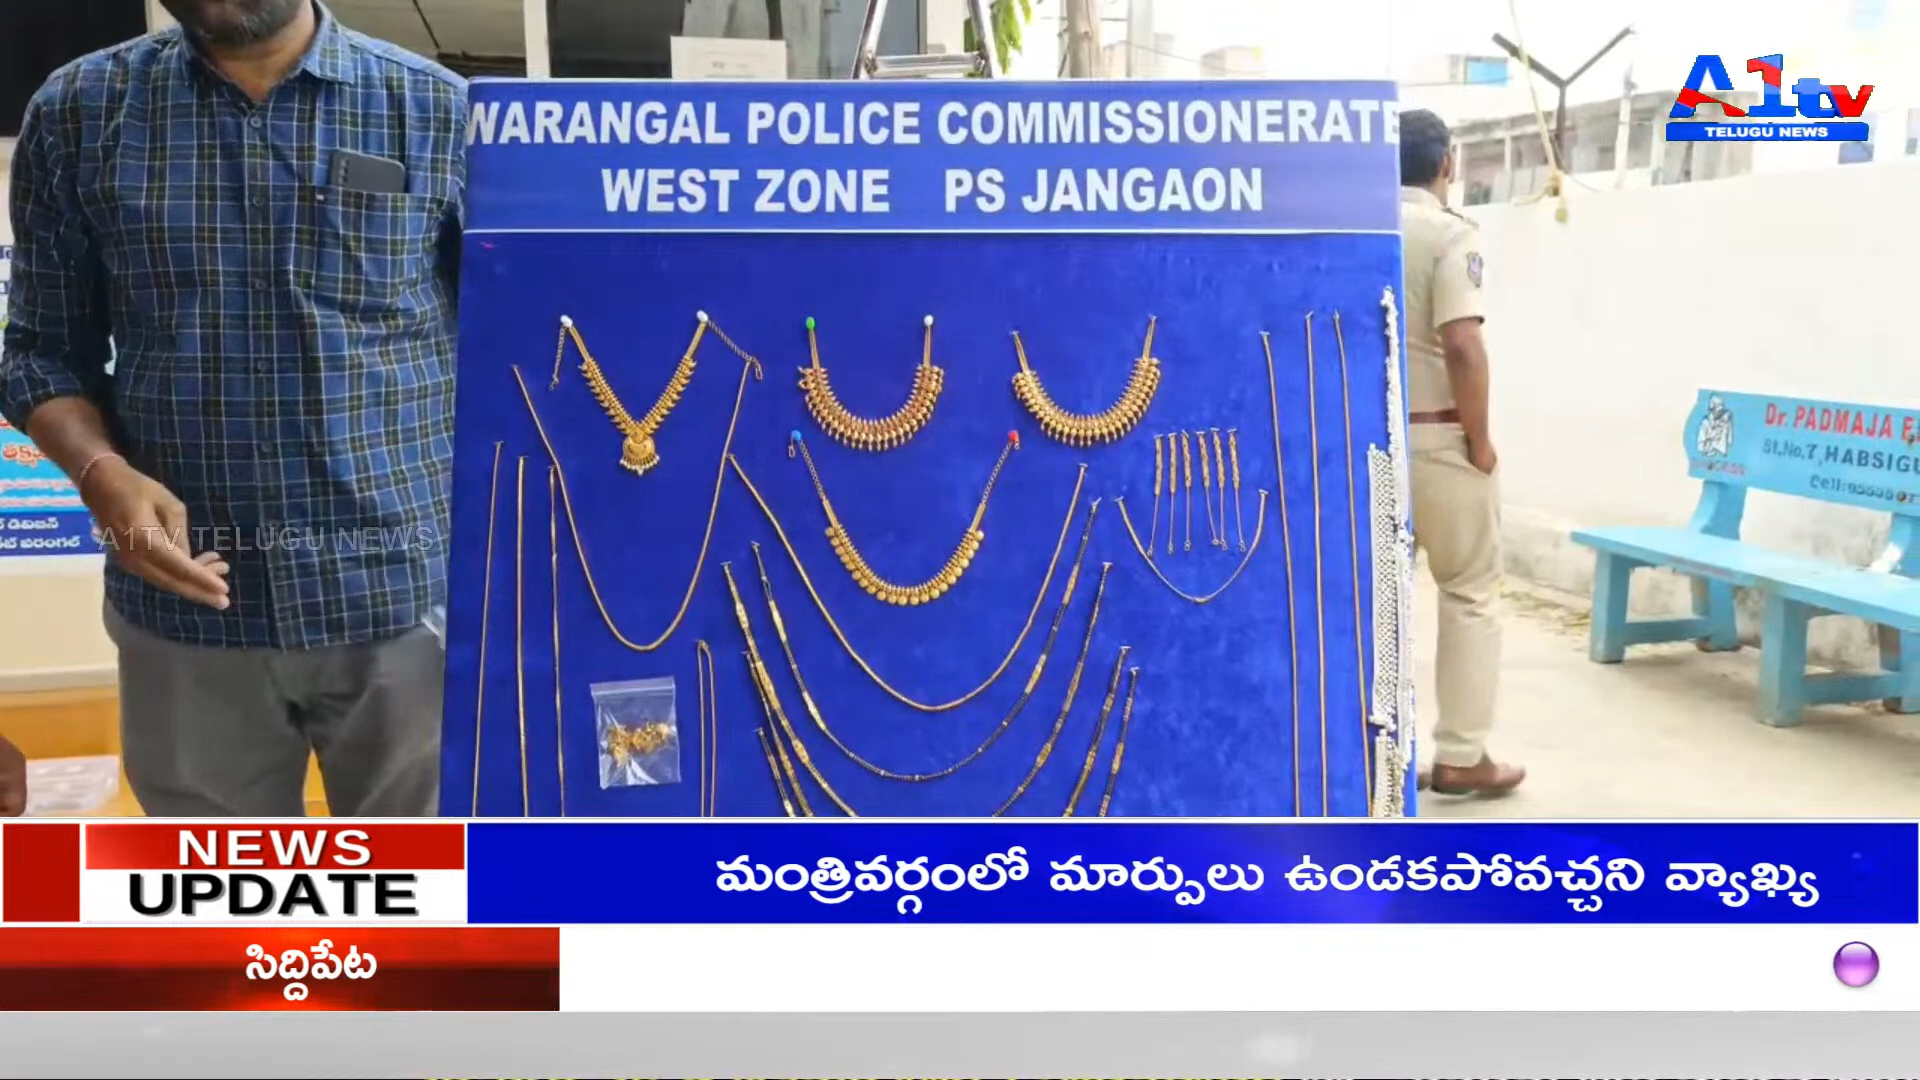 WARANGAL POLICE COMMISSIONERATE
WEST ZONE PS JANGAON
A1tv
TELUGU NEWS
Dr. PADMAJA
St.No.7, HABSIGU
A1TV TELUGU NEWS
NEWS
UPDATE
మంత్రివర్గంలో మార్పులు ఉండకపోవచ్చని వ్యాఖ్య
సిద్దిపేట